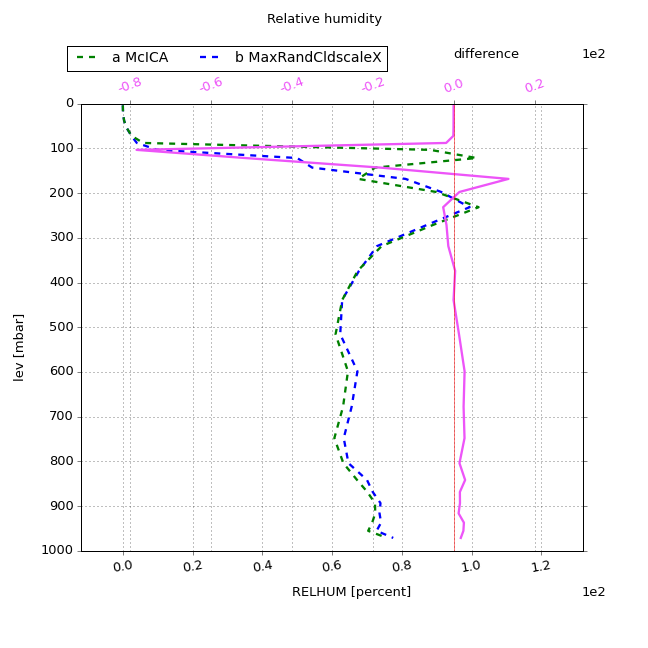 Relative humidity
a McICA b MaxRandCldscaleX difference 1e2
-0.8 -0.6 -0.4 -0.2 0.0 0.2
0
100
200
300
400
500
600
700
800
900
1000
lev [mbar]
0.0 0.2 0.4 0.6 0.8 1.0 1.2
RELHUM [percent] 1e2